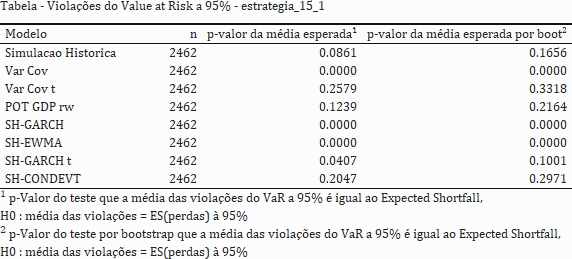 Tabela - Violações do Value at Risk a 95% - estrategia_15_1
Modelo n p-valor da média esperada¹ p-valor da média esperada por boot²
Simulacao Historica 2462 0.0861 0.1656
Var Cov 2462 0.0000 0.0000
Var Cov t 2462 0.2579 0.3318
POT GDP rw 2462 0.1239 0.2164
SH-GARCH 2462 0.0000 0.0000
SH-EWMA 2462 0.0000 0.0000
SH-GARCH t 2462 0.0407 0.1001
SH-CONDEVT 2462 0.2047 0.2971
¹ p-Valor do teste que a média das violações do VaR a 95% é igual ao Expected Shortfall,
H0 : média das violações = ES(perdas) à 95%
² p-Valor do teste por bootstrap que a média das violações do VaR a 95% é igual ao Expected Shortfall,
H0 : média das violações = ES(perdas) à 95%